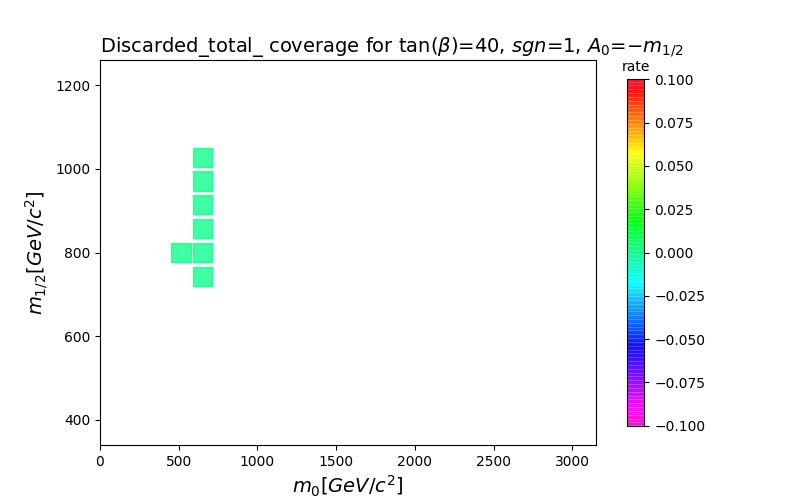 Discarded_total_ coverage for tan(β)=40, sgn=1, A₀=−m₁/₂
rate
0.100
0.075
0.050
0.025
0.000
−0.025
−0.050
−0.075
−0.100
1200
1000
800
600
400
m₁/₂[GeV/c²]
0 500 1000 1500 2000 2500 3000
m₀[GeV/c²]